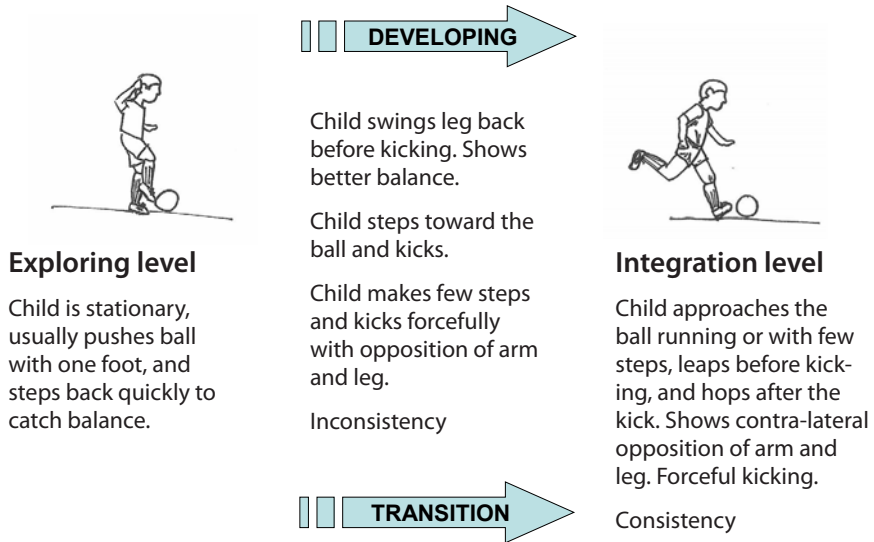 DEVELOPING
Exploring level
Child is stationary,
usually pushes ball
with one foot, and
steps back quickly to
catch balance.
Child swings leg back
before kicking. Shows
better balance.
Child steps toward the
ball and kicks.
Child makes few steps
and kicks forcefully
with opposition of arm
and leg.
Inconsistency
TRANSITION
Integration level
Child approaches the
ball running or with few
steps, leaps before kick-
ing, and hops after the
kick. Shows contra-lateral
opposition of arm and
leg. Forceful kicking.
Consistency